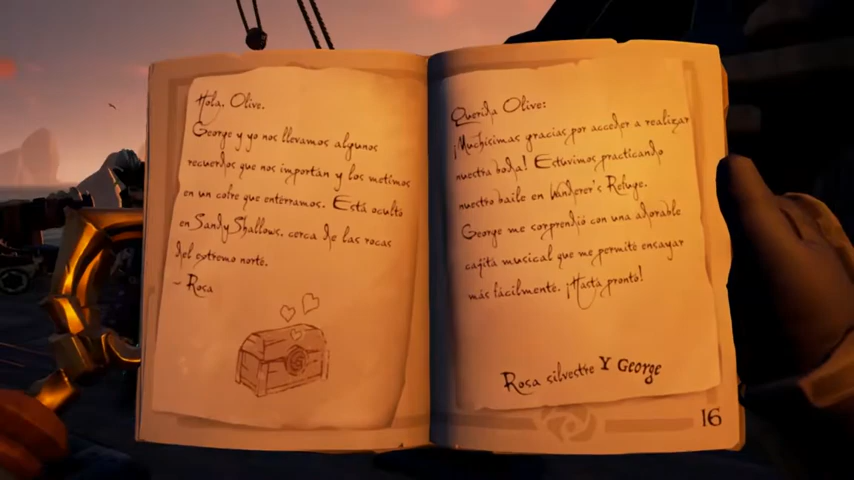 Hola, Olive.
George y yo nos llevamos algunos
recuerdos que nos importan y los metimos
en un cofre que enterramos. Está oculto
en Sandy Shallows, cerca de las rocas
del extremo norte.
- Rosa
Querida Olive:
¡Muchísimas gracias por acceder a realizar
nuestra boda! Estuvimos practicando
nuestro baile en Wanderer's Refuge.
George me sorprendió con una adorable
cajita musical que me permite ensayar
más fácilmente. ¡Hasta pronto!
Rosa silvestre Y George
16